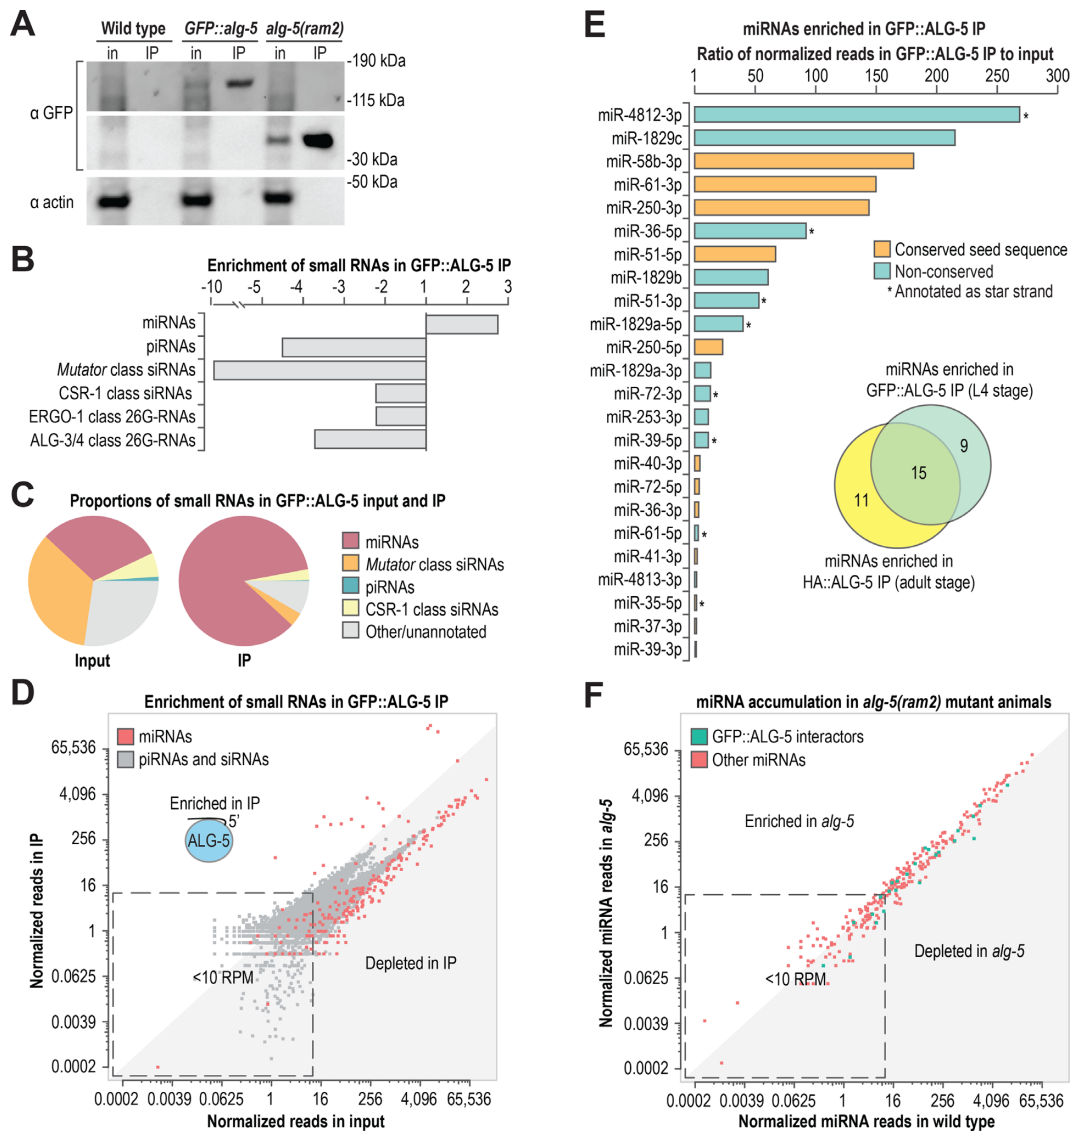 A
Wild type GFP::alg-5 alg-5(ram2)
in IP in IP in IP
-190 kDa
α GFP
-115 kDa
-30 kDa
-50 kDa
α actin
B
Enrichment of small RNAs in GFP::ALG-5 IP
-10 -5 -4 -3 -2 1 2 3
miRNAs
piRNAs
Mutator class siRNAs
CSR-1 class siRNAs
ERGO-1 class 26G-RNAs
ALG-3/4 class 26G-RNAs
C
Proportions of small RNAs in GFP::ALG-5 input and IP
miRNAs
Mutator class siRNAs
piRNAs
CSR-1 class siRNAs
Other/unannotated
Input
IP
D
Enrichment of small RNAs in GFP::ALG-5 IP
miRNAs
piRNAs and siRNAs
Enriched in IP
5'
ALG-5
<10 RPM
Depleted in IP
Normalized reads in IP
65,536
4,096
256
16
1
0.0625
0.0039
0.0002
0.0002 0.0039 0.0625 1 16 256 4,096 65,536
Normalized reads in input
E
miRNAs enriched in GFP::ALG-5 IP
Ratio of normalized reads in GFP::ALG-5 IP to input
1 50 100 150 200 250 300
miR-4812-3p *
miR-1829c
miR-58b-3p
miR-61-3p
miR-250-3p
miR-36-5p *
miR-51-5p
miR-1829b
miR-51-3p *
miR-1829a-5p *
miR-250-5p
miR-1829a-3p
miR-72-3p *
miR-253-3p
miR-39-5p *
miR-40-3p
miR-72-5p
miR-36-3p
miR-61-5p *
miR-41-3p
miR-4813-3p
miR-35-5p *
miR-37-3p
miR-39-3p
Conserved seed sequence
Non-conserved
* Annotated as star strand
miRNAs enriched in
GFP::ALG-5 IP (L4 stage)
9
15
11
miRNAs enriched in
HA::ALG-5 IP (adult stage)
F
miRNA accumulation in alg-5(ram2) mutant animals
GFP::ALG-5 interactors
Other miRNAs
Enriched in alg-5
Depleted in alg-5
<10 RPM
Normalized miRNA reads in alg-5
65,536
4,096
256
16
1
0.0625
0.0039
0.0002
0.0002 0.0039 0.0625 1 16 256 4,096 65,536
Normalized miRNA reads in wild type